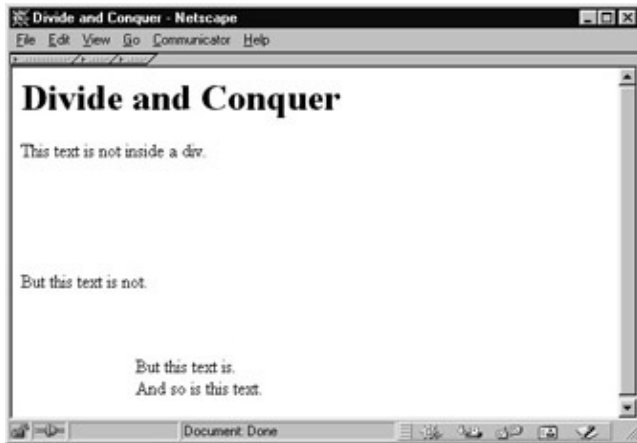 Divide and Conquer - Netscape
File Edit View Go Communicator Help
Divide and Conquer
This text is not inside a div.
But this text is not.
But this text is.
And so is this text.
Document: Done